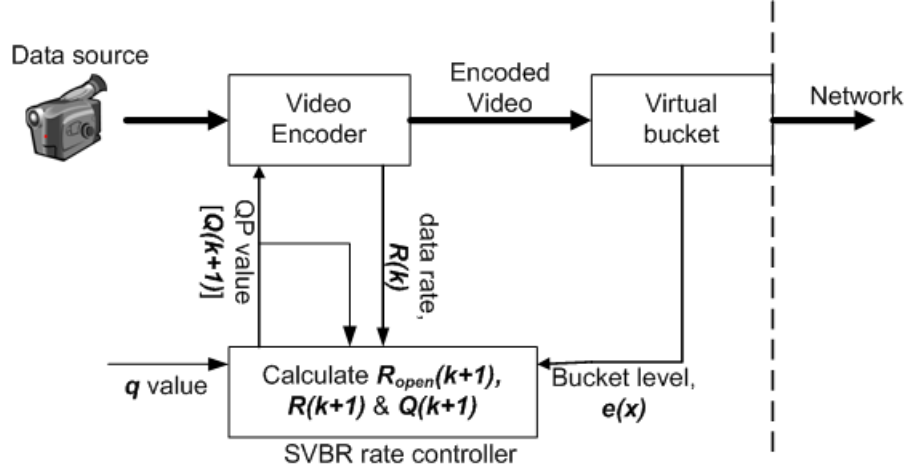 Data source
Video
Encoder
Encoded
Video
Virtual
bucket
Network
QP value
[Q(k+1)]
data rate,
R(k)
q value
Calculate Ropen(k+1),
R(k+1) & Q(k+1)
Bucket level,
e(x)
SVBR rate controller